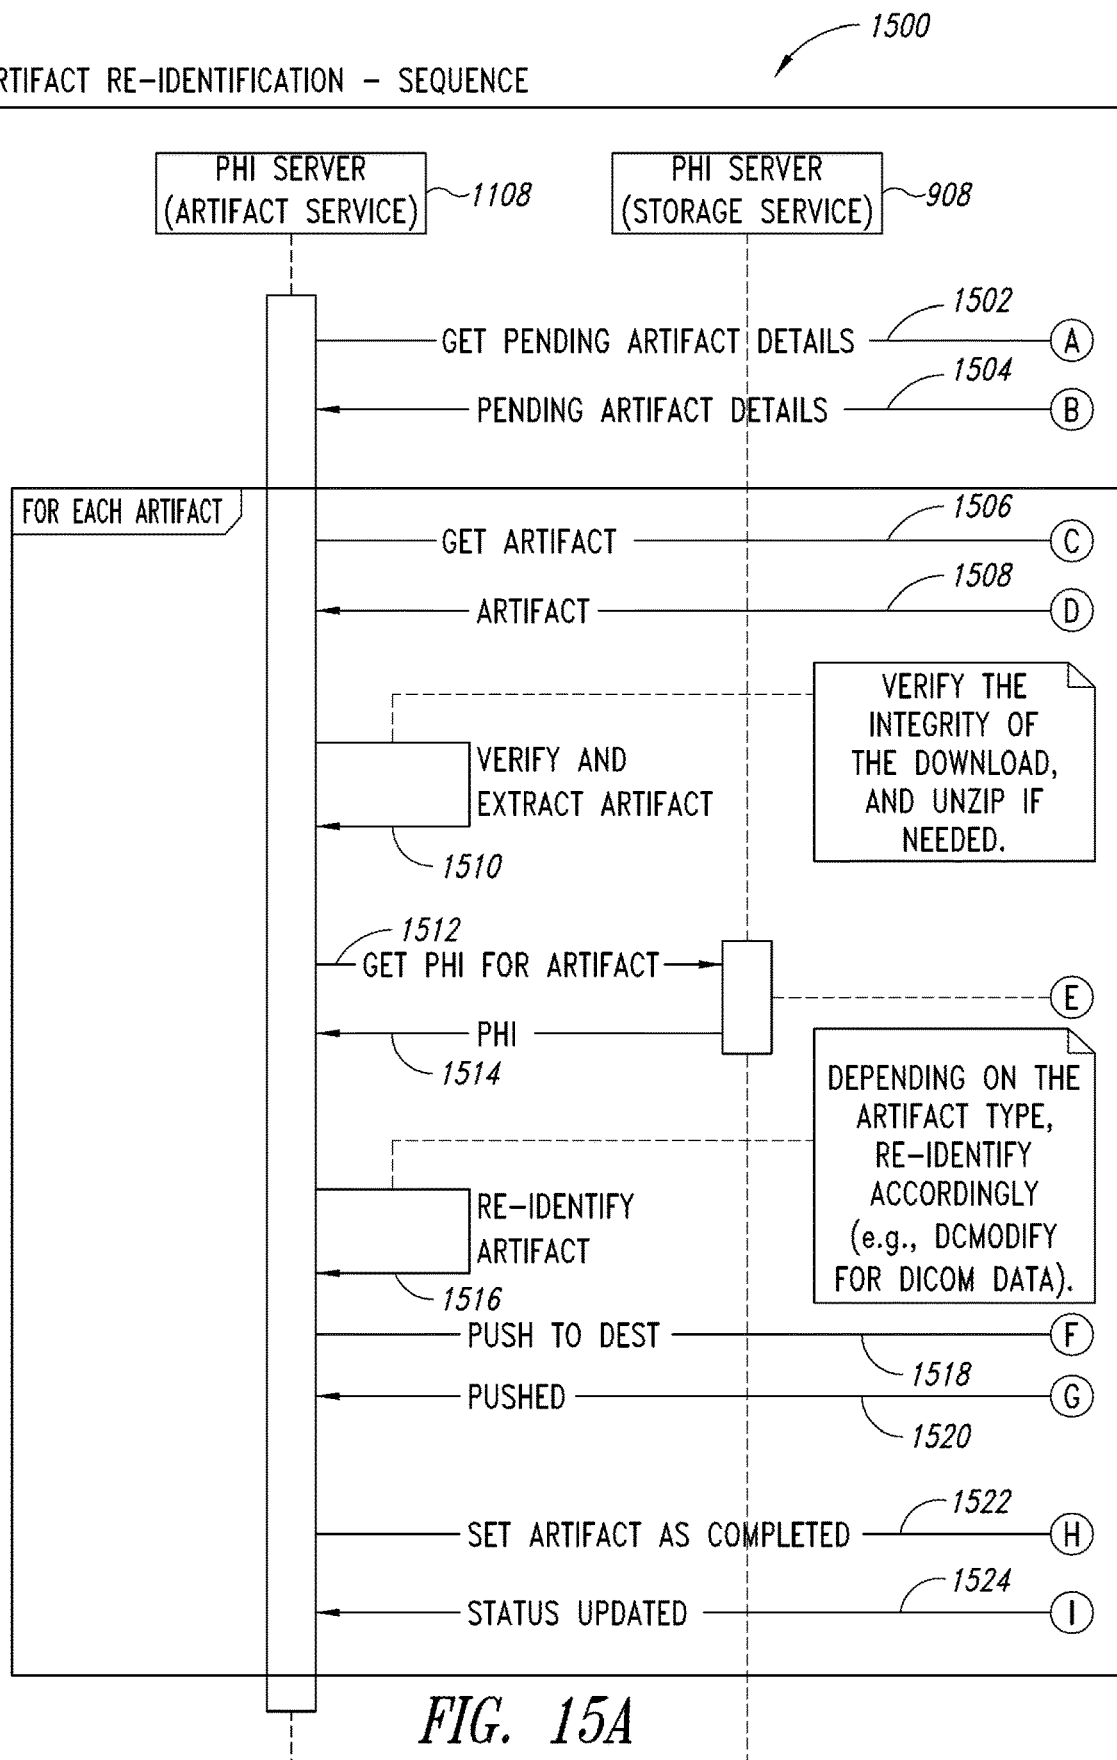 1500
RTIFACT RE-IDENTIFICATION - SEQUENCE
PHI SERVER
(ARTIFACT SERVICE)
1108
PHI SERVER
(STORAGE SERVICE)
908
1502
GET PENDING ARTIFACT DETAILS
A
1504
PENDING ARTIFACT DETAILS
B
FOR EACH ARTIFACT
1506
GET ARTIFACT
C
1508
ARTIFACT
D
VERIFY THE
INTEGRITY OF
THE DOWNLOAD,
AND UNZIP IF
NEEDED.
VERIFY AND
EXTRACT ARTIFACT
1510
1512
GET PHI FOR ARTIFACT
E
PHI
1514
DEPENDING ON THE
ARTIFACT TYPE,
RE-IDENTIFY
ACCORDINGLY
(e.g., DCMODIFY
FOR DICOM DATA).
RE-IDENTIFY
ARTIFACT
1516
PUSH TO DEST
F
1518
PUSHED
G
1520
1522
SET ARTIFACT AS COMPLETED
H
1524
STATUS UPDATED
I
FIG. 15A